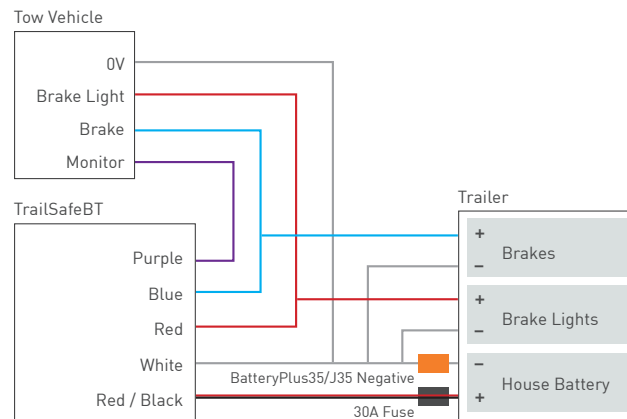 Tow Vehicle
0V
Brake Light
Brake
Monitor
TrailSafeBT
Purple
Blue
Red
White
Red / Black
BatteryPlus35/J35 Negative
30A Fuse
Trailer
+
Brakes
−
+
Brake Lights
−
−
House Battery
+